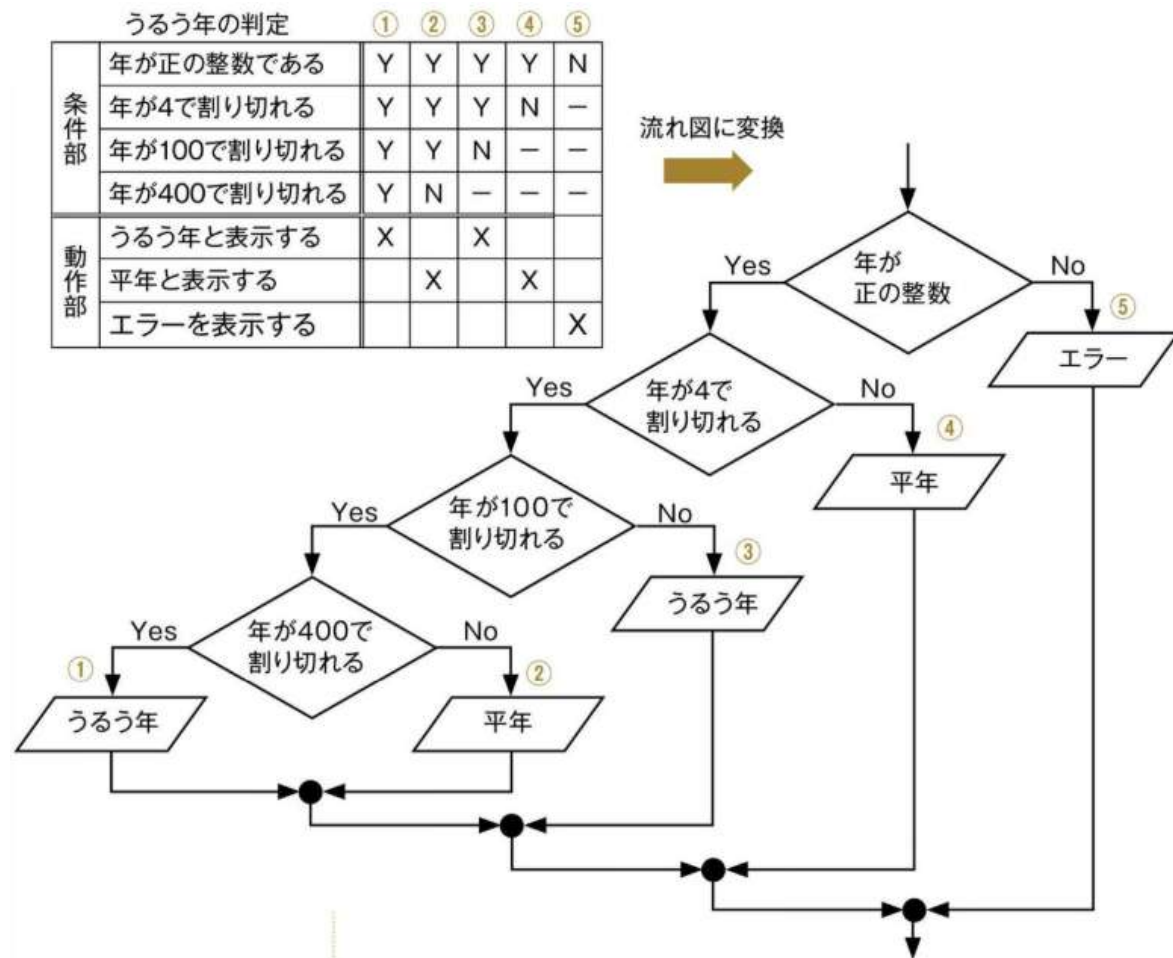 うるう年の判定 ① ② ③ ④ ⑤
条件部
年が正の整数である Y Y Y Y N
年が4で割り切れる Y Y Y N －
年が100で割り切れる Y Y N － －
年が400で割り切れる Y N － － －
動作部
うるう年と表示する X X
平年と表示する X X
エラーを表示する X
流れ図に変換
年が
正の整数
Yes
No
⑤
エラー
年が4で
割り切れる
Yes
No
④
平年
年が100で
割り切れる
Yes
No
③
うるう年
年が400で
割り切れる
Yes
No
①
うるう年
②
平年